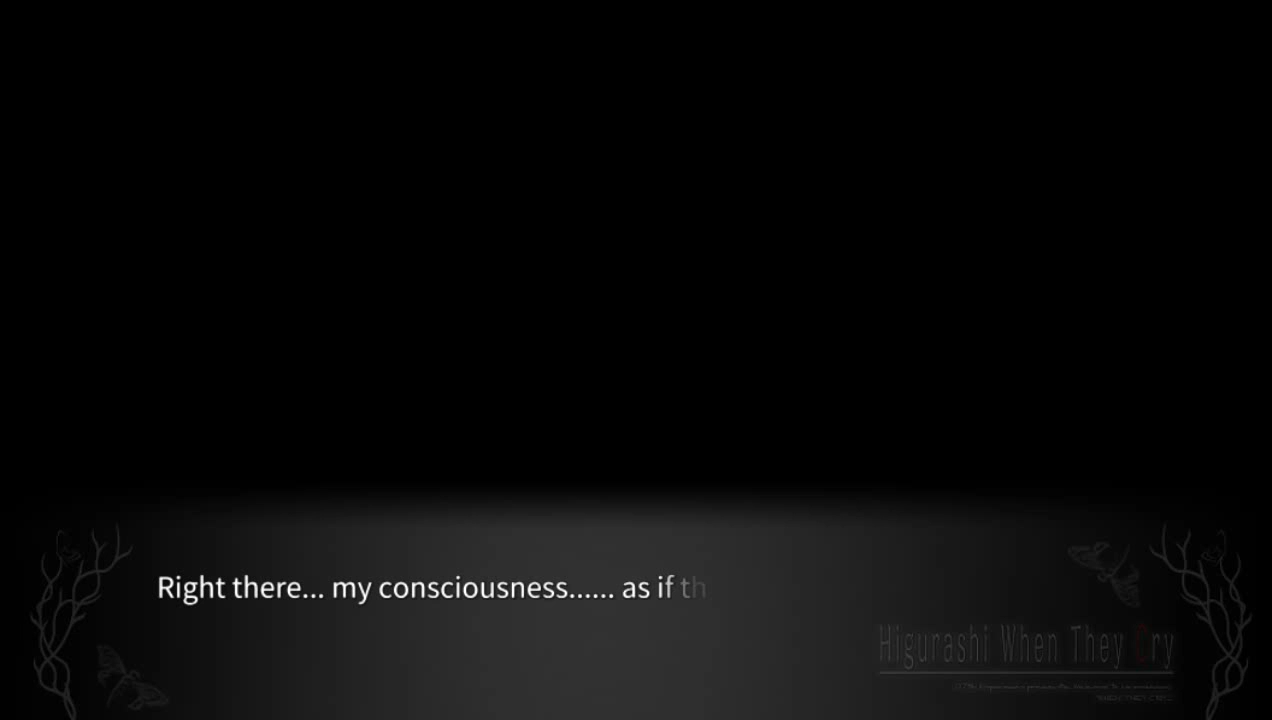 Right there... my consciousness...... as if th
Higurashi When They Cry